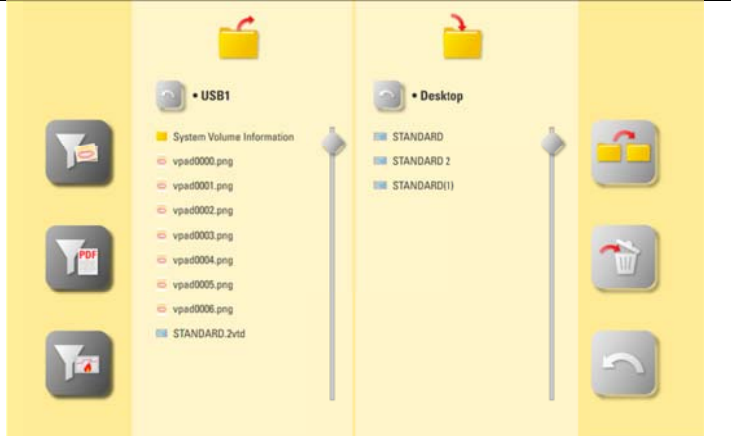 • USB1
System Volume Information
vpad0000.png
vpad0001.png
vpad0002.png
vpad0003.png
vpad0004.png
vpad0005.png
vpad0006.png
STANDARD.2vtd
• Desktop
STANDARD
STANDARD 2
STANDARD(1)
PDF